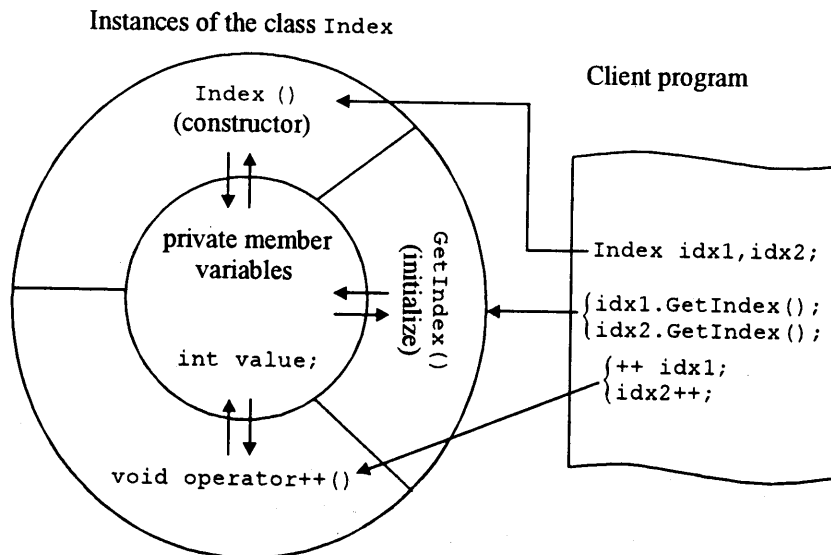 Instances of the class Index
Index ()
(constructor)
private member
variables
int value;
GetIndex()
(initialize)
void operator++()
Client program
Index idx1,idx2;
{idx1.GetIndex();
{idx2.GetIndex();
{++ idx1;
{idx2++;